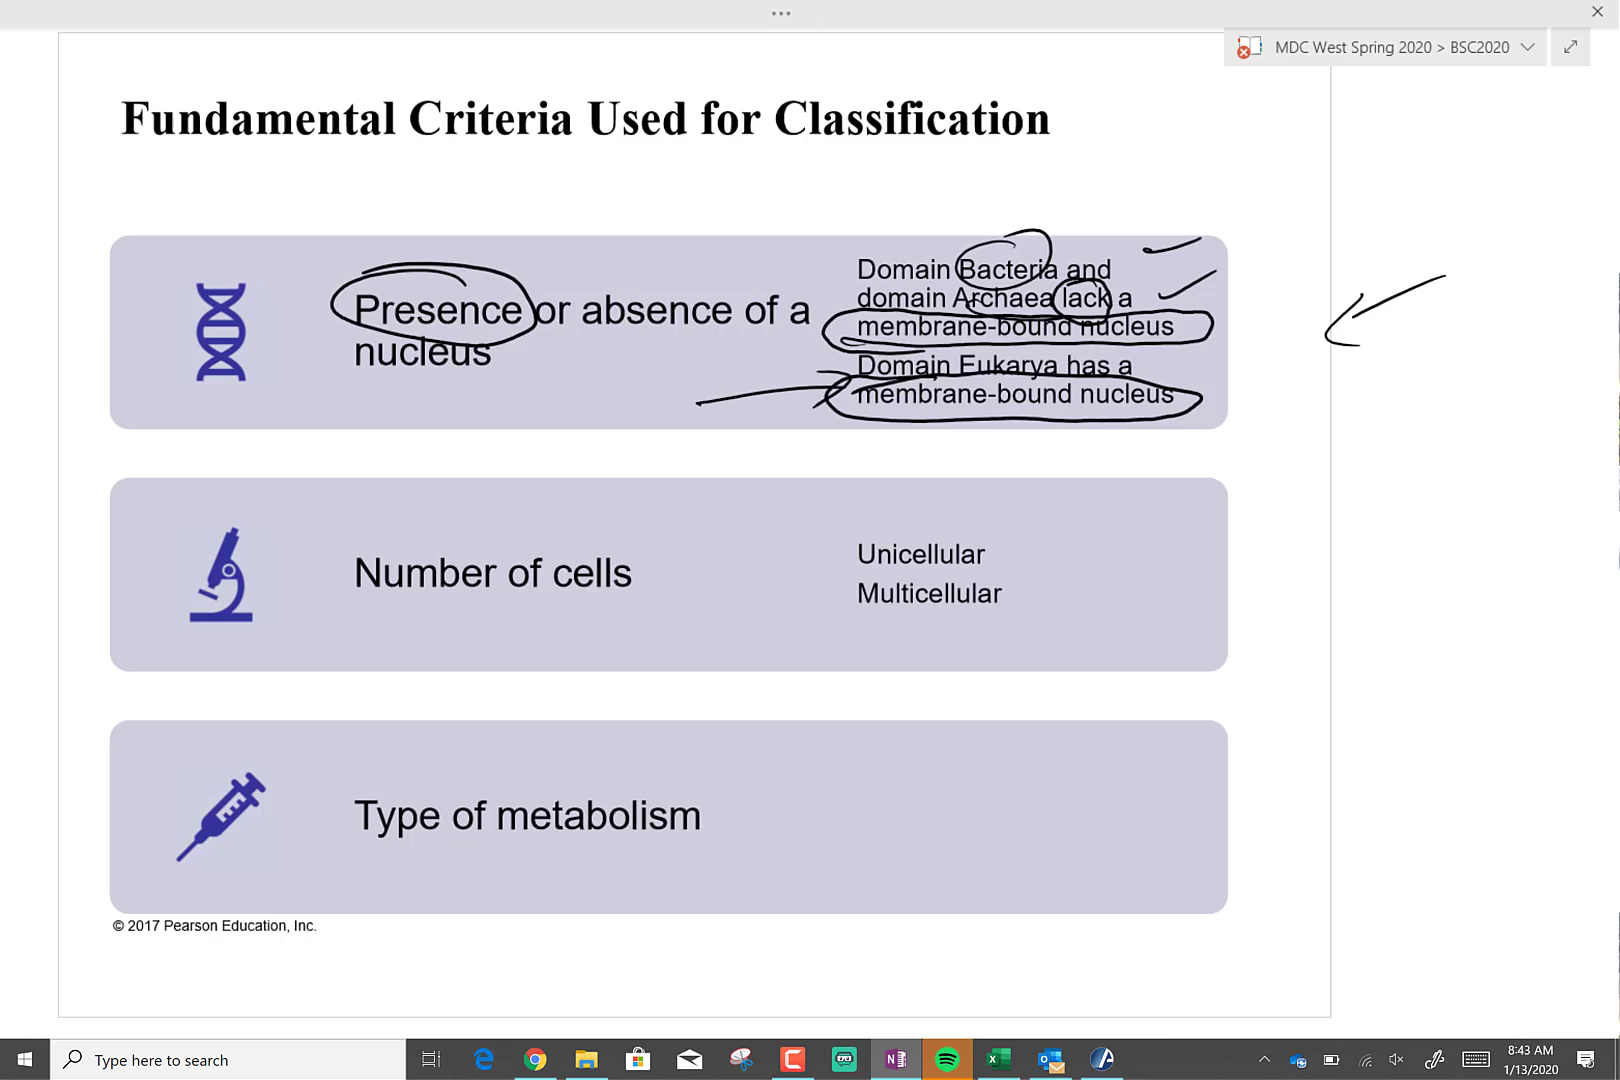 MDC West Spring 2020 > BSC2020
Fundamental Criteria Used for Classification
Presence or absence of a
nucleus
Domain Bacteria and
domain Archaea lack a
membrane-bound nucleus
Domain Eukarya has a
membrane-bound nucleus
Number of cells
Unicellular
Multicellular
Type of metabolism
© 2017 Pearson Education, Inc.
Type here to search
8:43 AM
1/13/2020